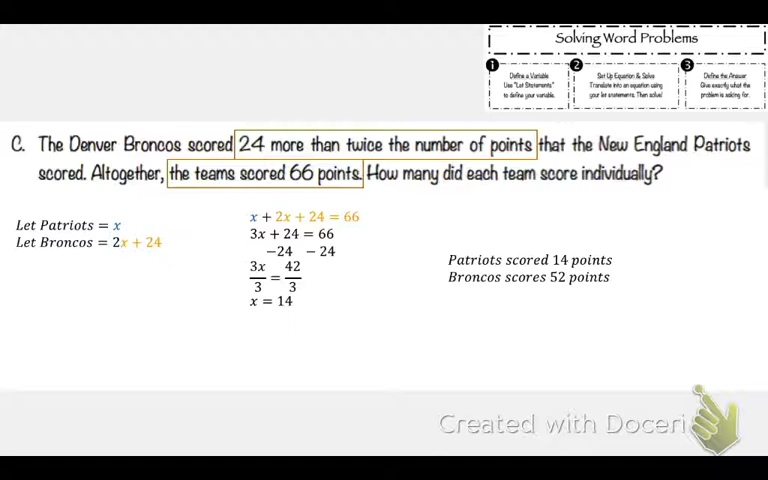 Solving Word Problems
1
Define a Variable
Use "Let Statements"
to define your variable.
2
Set Up Equation & Solve
Translate into an equation using
your let statements. Then solve!
3
Define the Answer
Give exactly what the
problem is asking for.
C. The Denver Broncos scored 24 more than twice the number of points that the New England Patriots
scored. Altogether, the teams scored 66 points. How many did each team score individually?
Let Patriots = x
Let Broncos = 2x + 24
x + 2x + 24 = 66
3x + 24 = 66
−24 − 24
3x 42
— = —
3 3
x = 14
Patriots scored 14 points
Broncos scores 52 points
Created with Doceri